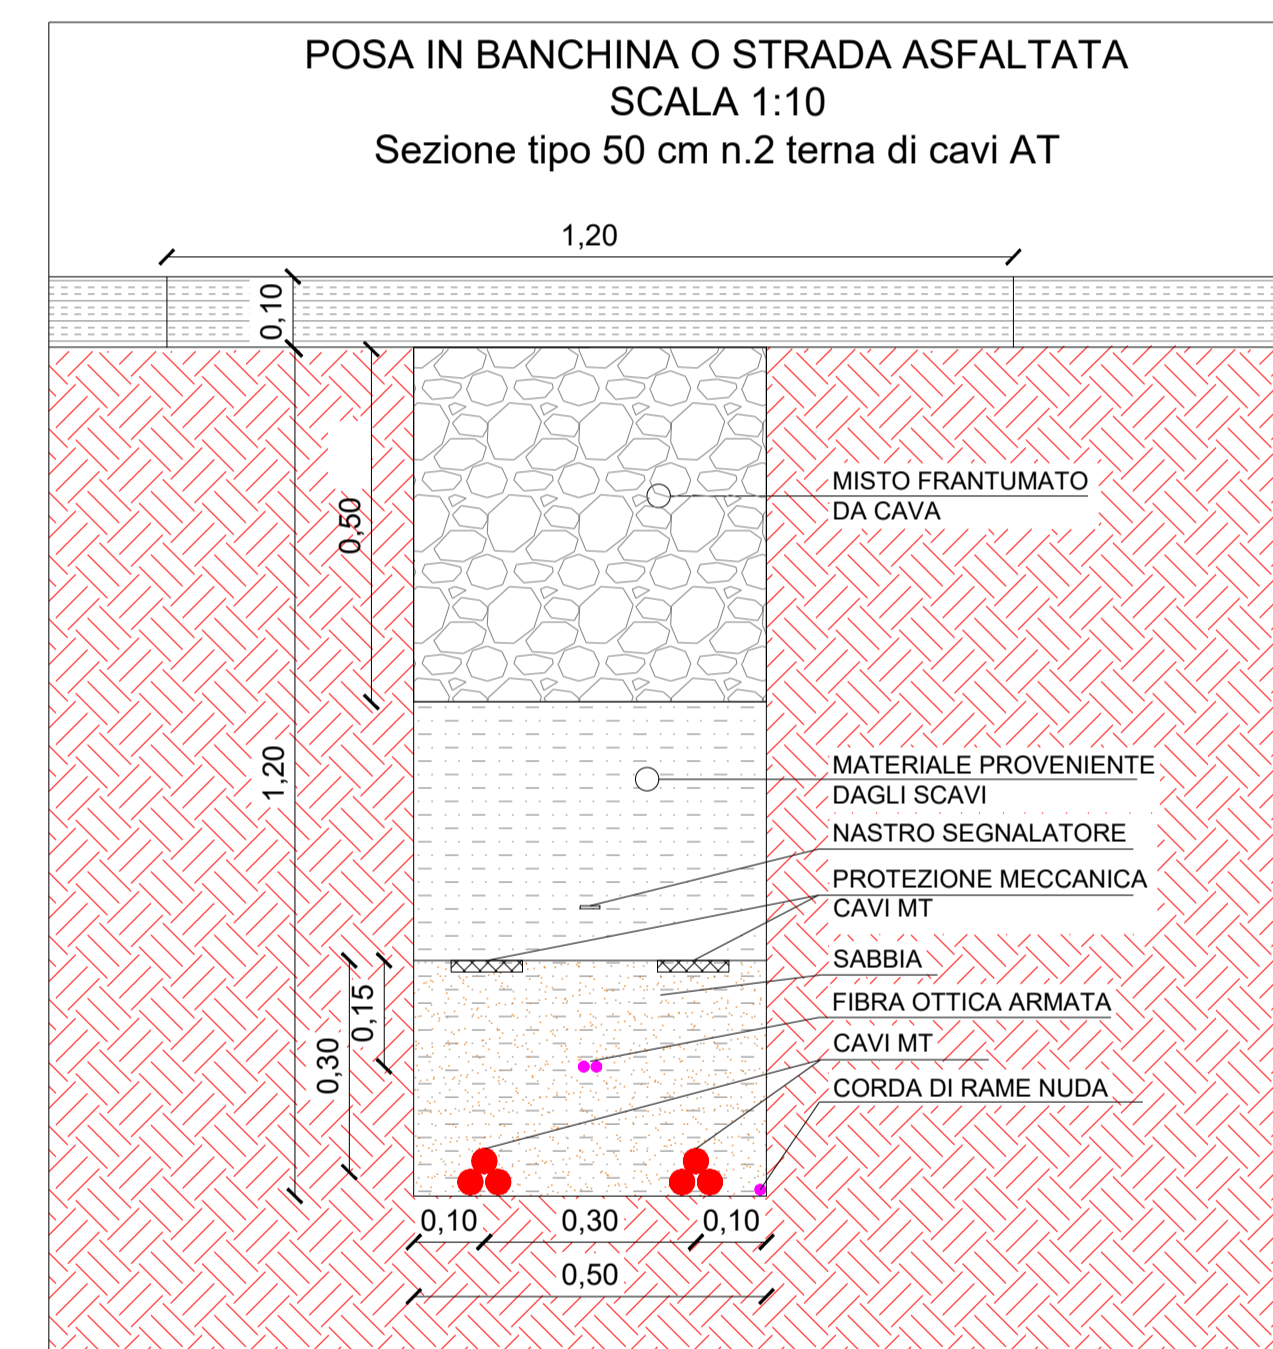 POSA IN BANCHINA O STRADA ASFALTATA
SCALA 1:10
Sezione tipo 50 cm n.2 terna di cavi AT
1,20
0,10
0,50
MISTO FRANTUMATO
DA CAVA
1,20
MATERIALE PROVENIENTE
DAGLI SCAVI
NASTRO SEGNALATORE
PROTEZIONE MECCANICA
CAVI MT
SABBIA
0,15
FIBRA OTTICA ARMATA
0,30
CAVI MT
CORDA DI RAME NUDA
0,10 0,30 0,10
0,50